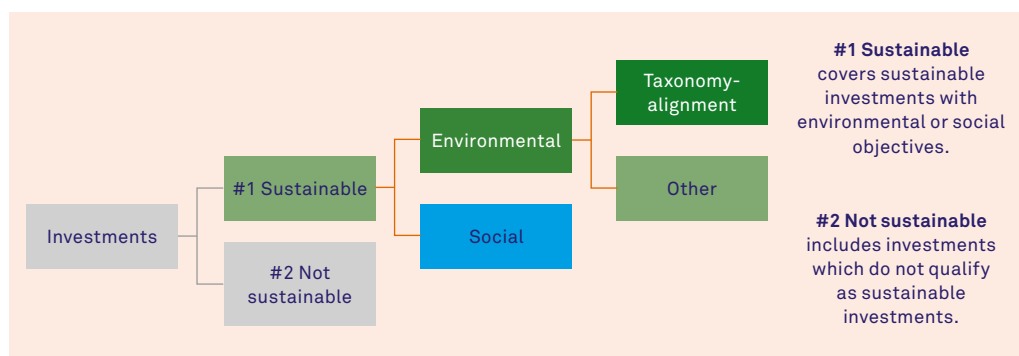 Investments
#1 Sustainable
#2 Not
sustainable
Environmental
Social
Taxonomy-
alignment
Other
#1 Sustainable
covers sustainable
investments with
environmental or social
objectives.
#2 Not sustainable
includes investments
which do not qualify
as sustainable
investments.